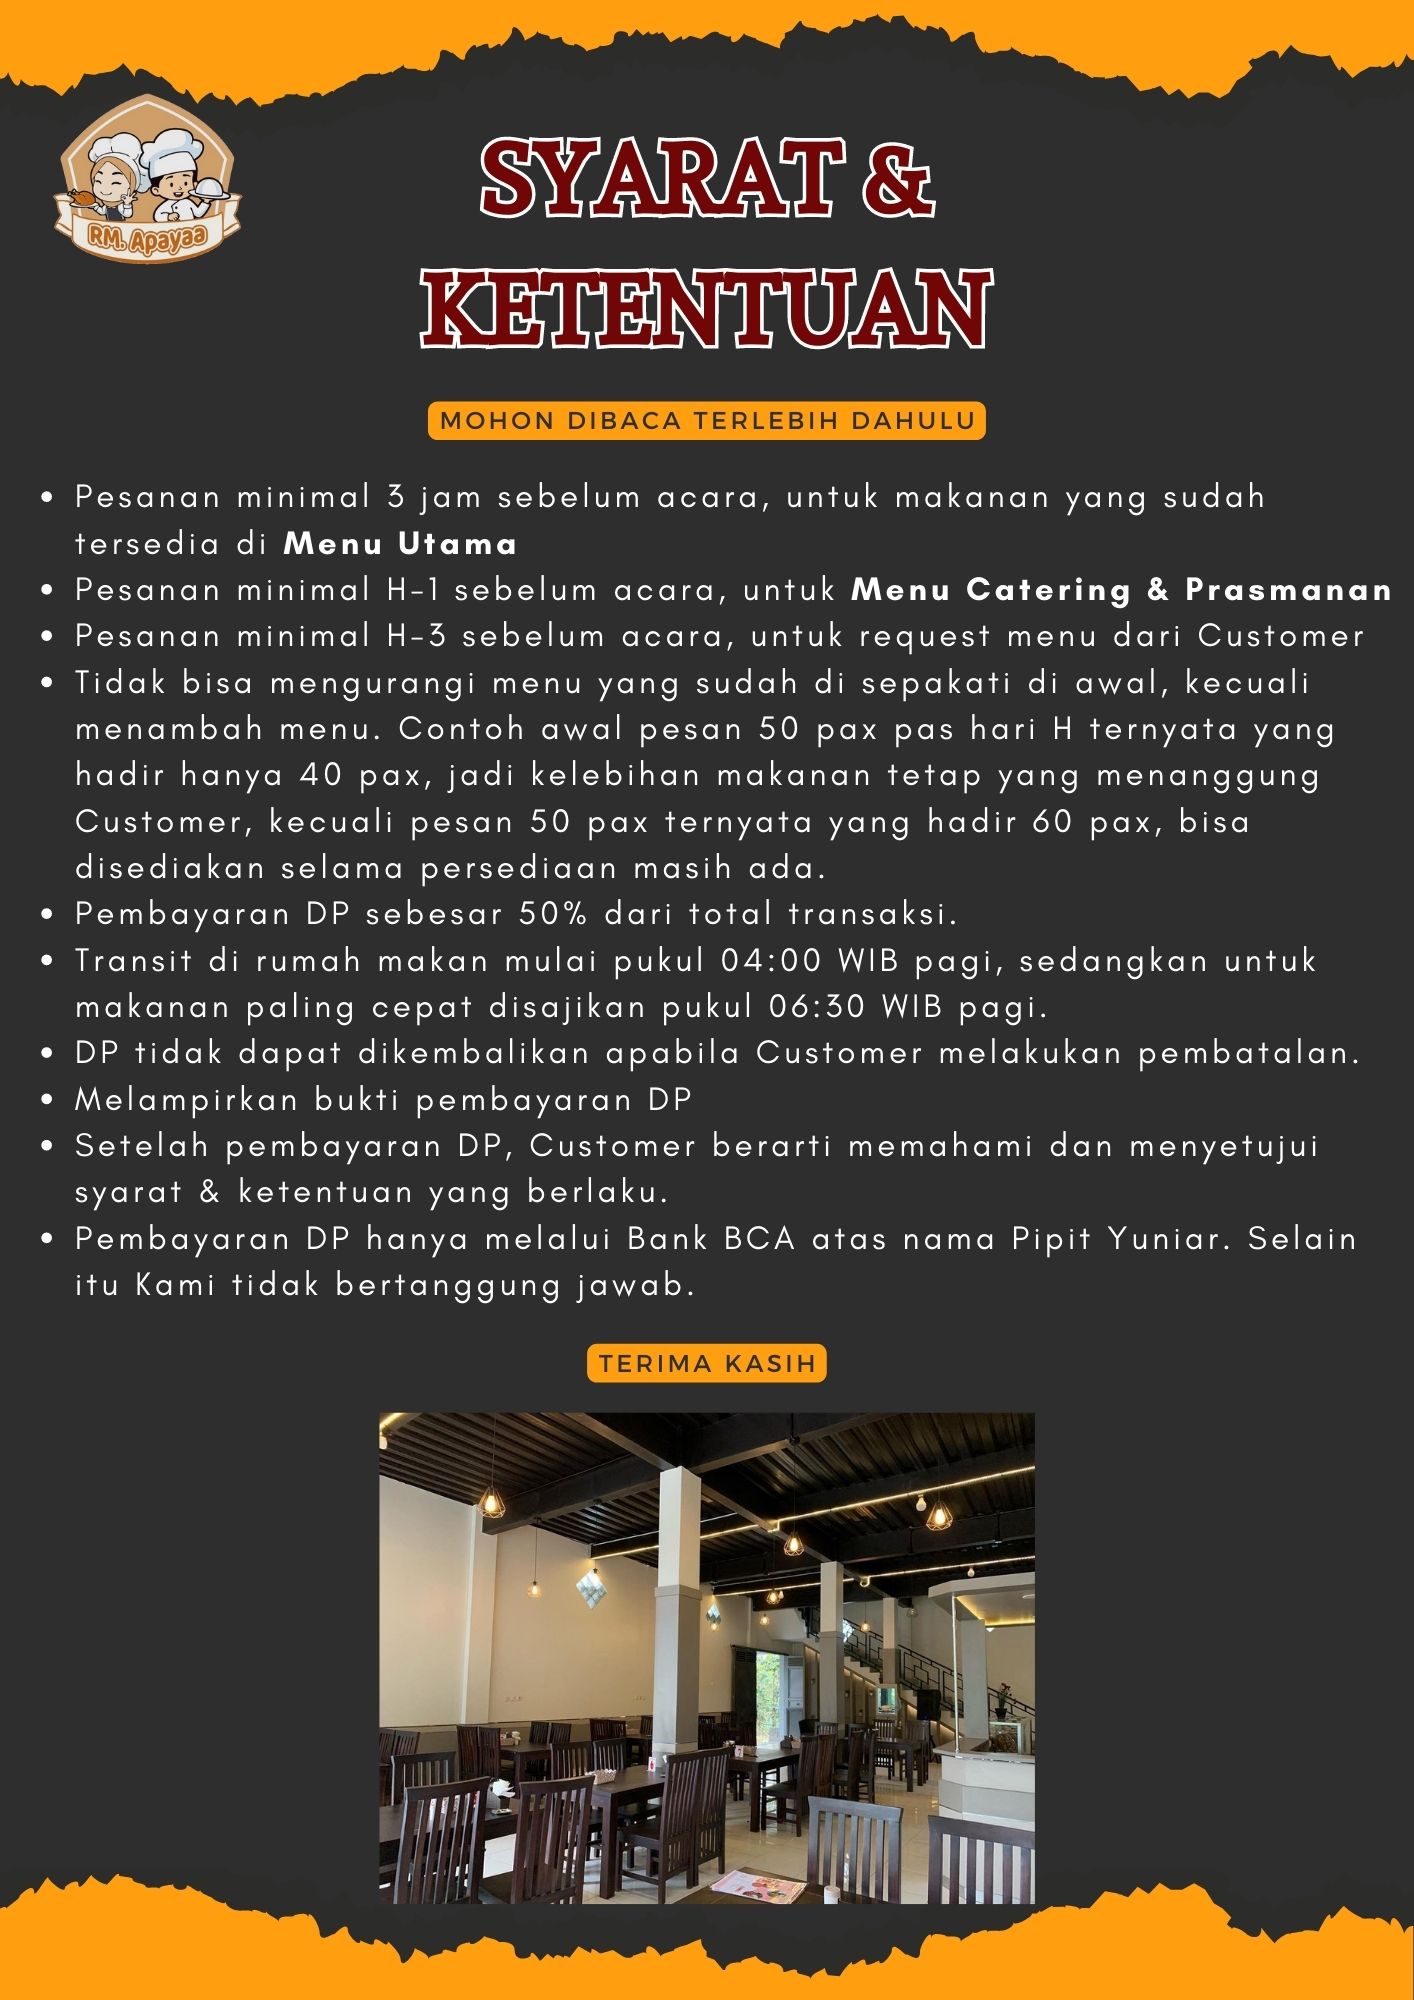 RM. Apayaa
SYARAT &
KETENTUAN
MOHON DIBACA TERLEBIH DAHULU
• Pesanan minimal 3 jam sebelum acara, untuk makanan yang sudah
tersedia di Menu Utama
• Pesanan minimal H-1 sebelum acara, untuk Menu Catering & Prasmanan
• Pesanan minimal H-3 sebelum acara, untuk request menu dari Customer
• Tidak bisa mengurangi menu yang sudah di sepakati di awal, kecuali
menambah menu. Contoh awal pesan 50 pax pas hari H ternyata yang
hadir hanya 40 pax, jadi kelebihan makanan tetap yang menanggung
Customer, kecuali pesan 50 pax ternyata yang hadir 60 pax, bisa
disediakan selama persediaan masih ada.
• Pembayaran DP sebesar 50% dari total transaksi.
• Transit di rumah makan mulai pukul 04:00 WIB pagi, sedangkan untuk
makanan paling cepat disajikan pukul 06:30 WIB pagi.
• DP tidak dapat dikembalikan apabila Customer melakukan pembatalan.
• Melampirkan bukti pembayaran DP
• Setelah pembayaran DP, Customer berarti memahami dan menyetujui
syarat & ketentuan yang berlaku.
• Pembayaran DP hanya melalui Bank BCA atas nama Pipit Yuniar. Selain
itu Kami tidak bertanggung jawab.
TERIMA KASIH